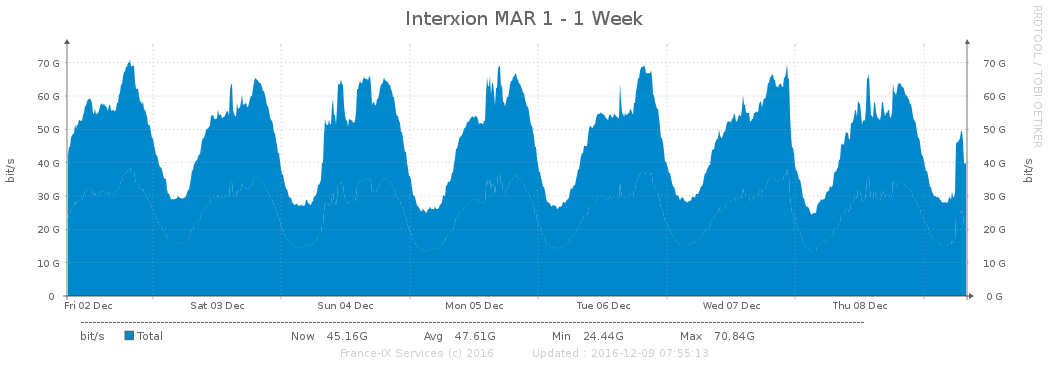 Interxion MAR 1 - 1 Week
RRDTOOL / TOBI OETIKER
bit/s
bit/s
70 G
70 G
60 G
60 G
50 G
50 G
40 G
40 G
30 G
30 G
20 G
20 G
10 G
10 G
0
0 G
Fri 02 Dec Sat 03 Dec Sun 04 Dec Mon 05 Dec Tue 06 Dec Wed 07 Dec Thu 08 Dec
bit/s Total Now 45.16G Avg 47.61G Min 24.44G Max 70.84G
France-IX Services (c) 2016 Updated : 2016-12-09 07:55:13